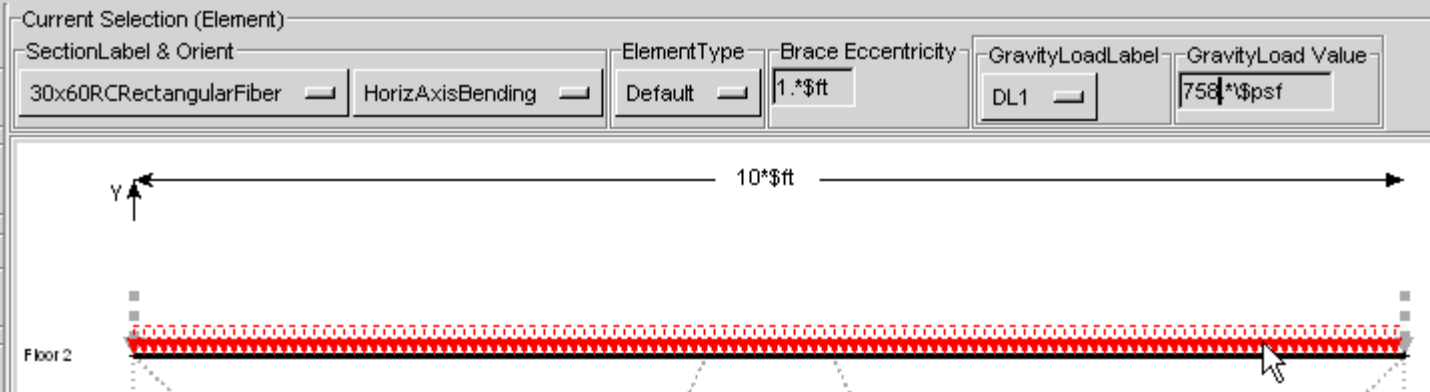 Current Selection (Element)
SectionLabel & Orient ElementType Brace Eccentricity GravityLoadLabel GravityLoad Value
30x60RCRectangularFiber HorizAxisBending Default 1.*$ft DL1 758.*\$psf
Y 10*$ft
Floor 2